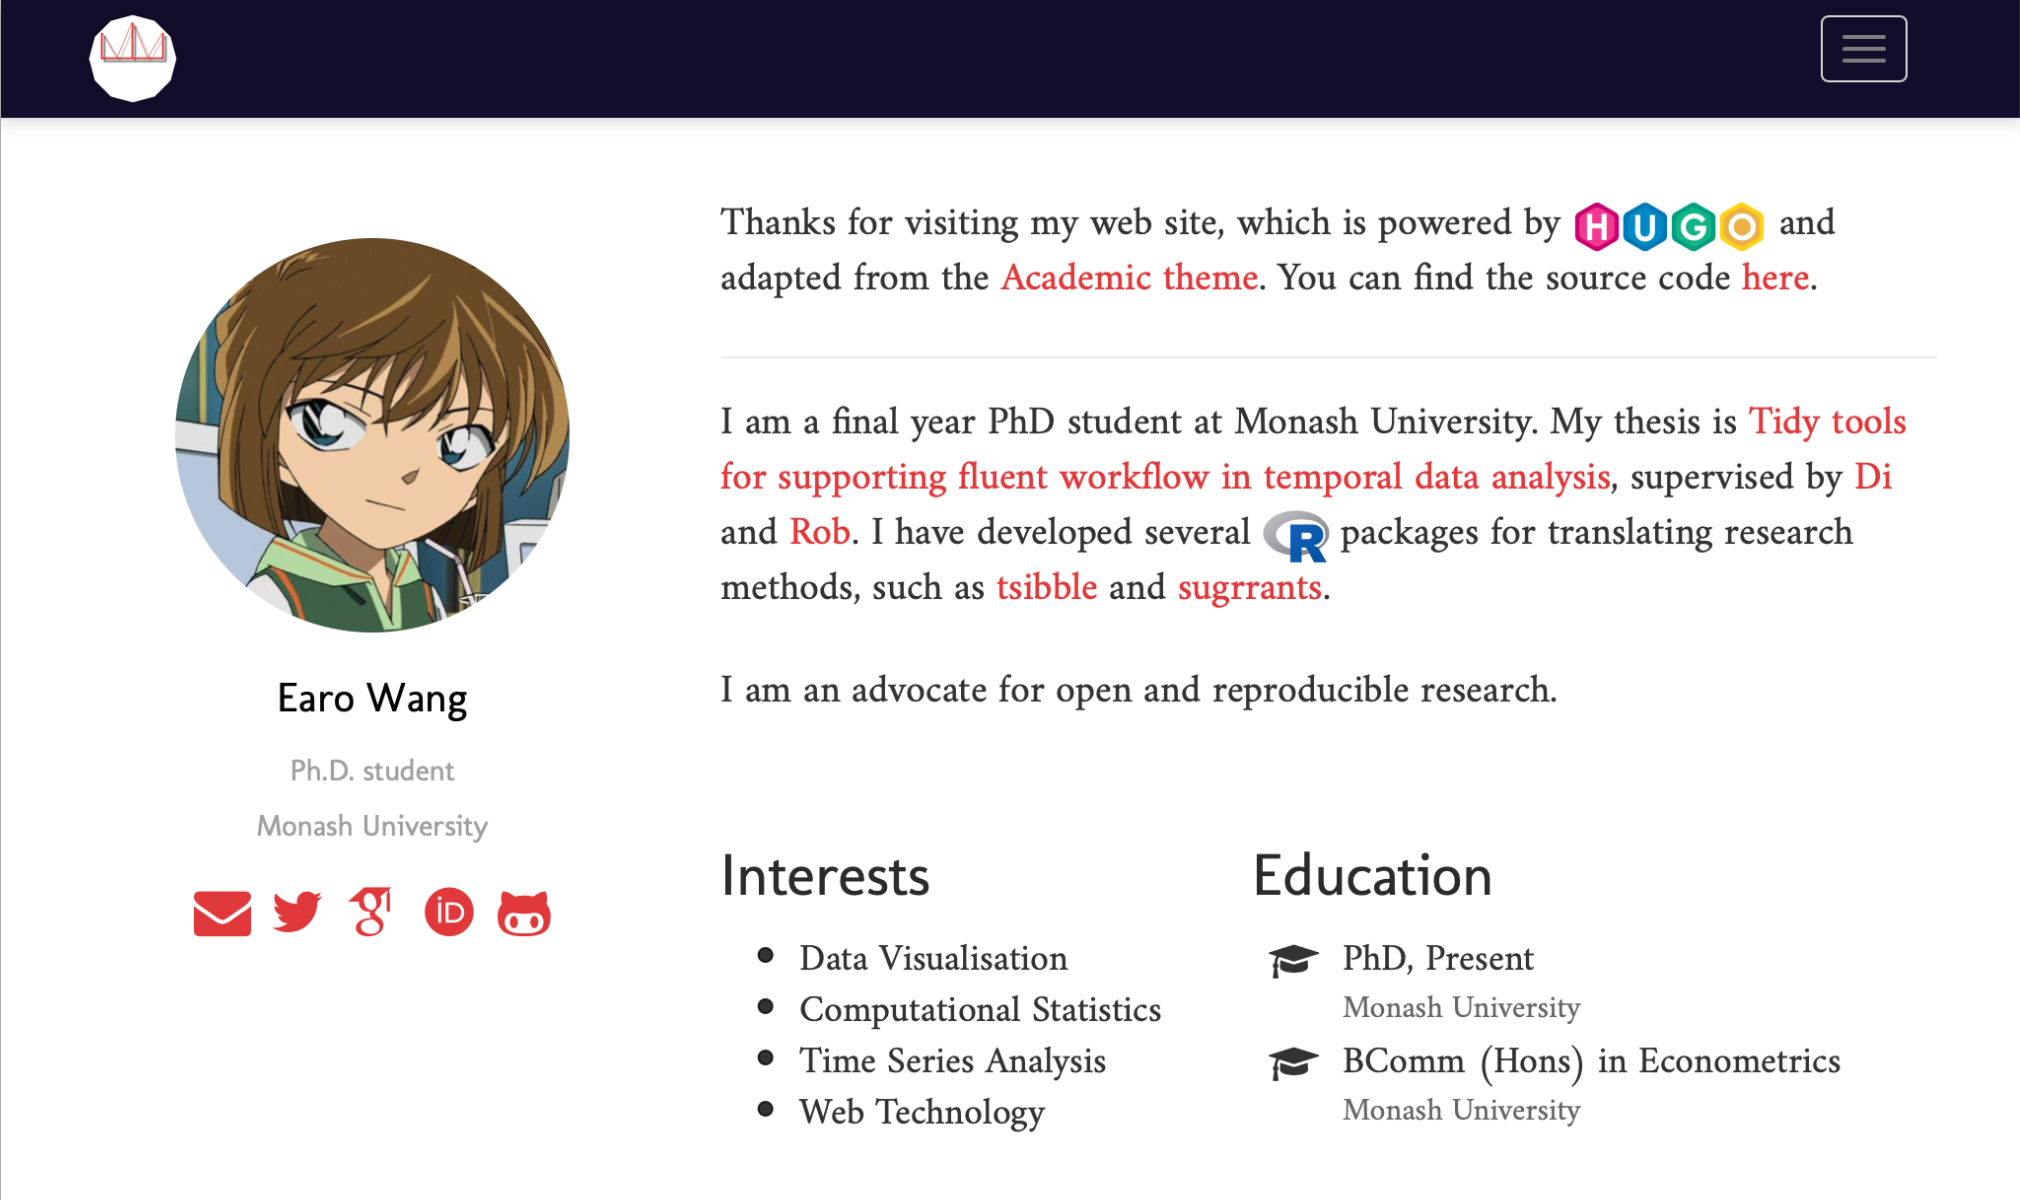 Thanks for visiting my web site, which is powered by HUGO and
adapted from the Academic theme. You can find the source code here.
I am a final year PhD student at Monash University. My thesis is Tidy tools
for supporting fluent workflow in temporal data analysis, supervised by Di
and Rob. I have developed several R packages for translating research
methods, such as tsibble and sugrrants.
I am an advocate for open and reproducible research.
Earo Wang
Ph.D. student
Monash University
iD
Interests
Data Visualisation
Computational Statistics
Time Series Analysis
Web Technology
Education
PhD, Present
Monash University
BComm (Hons) in Econometrics
Monash University